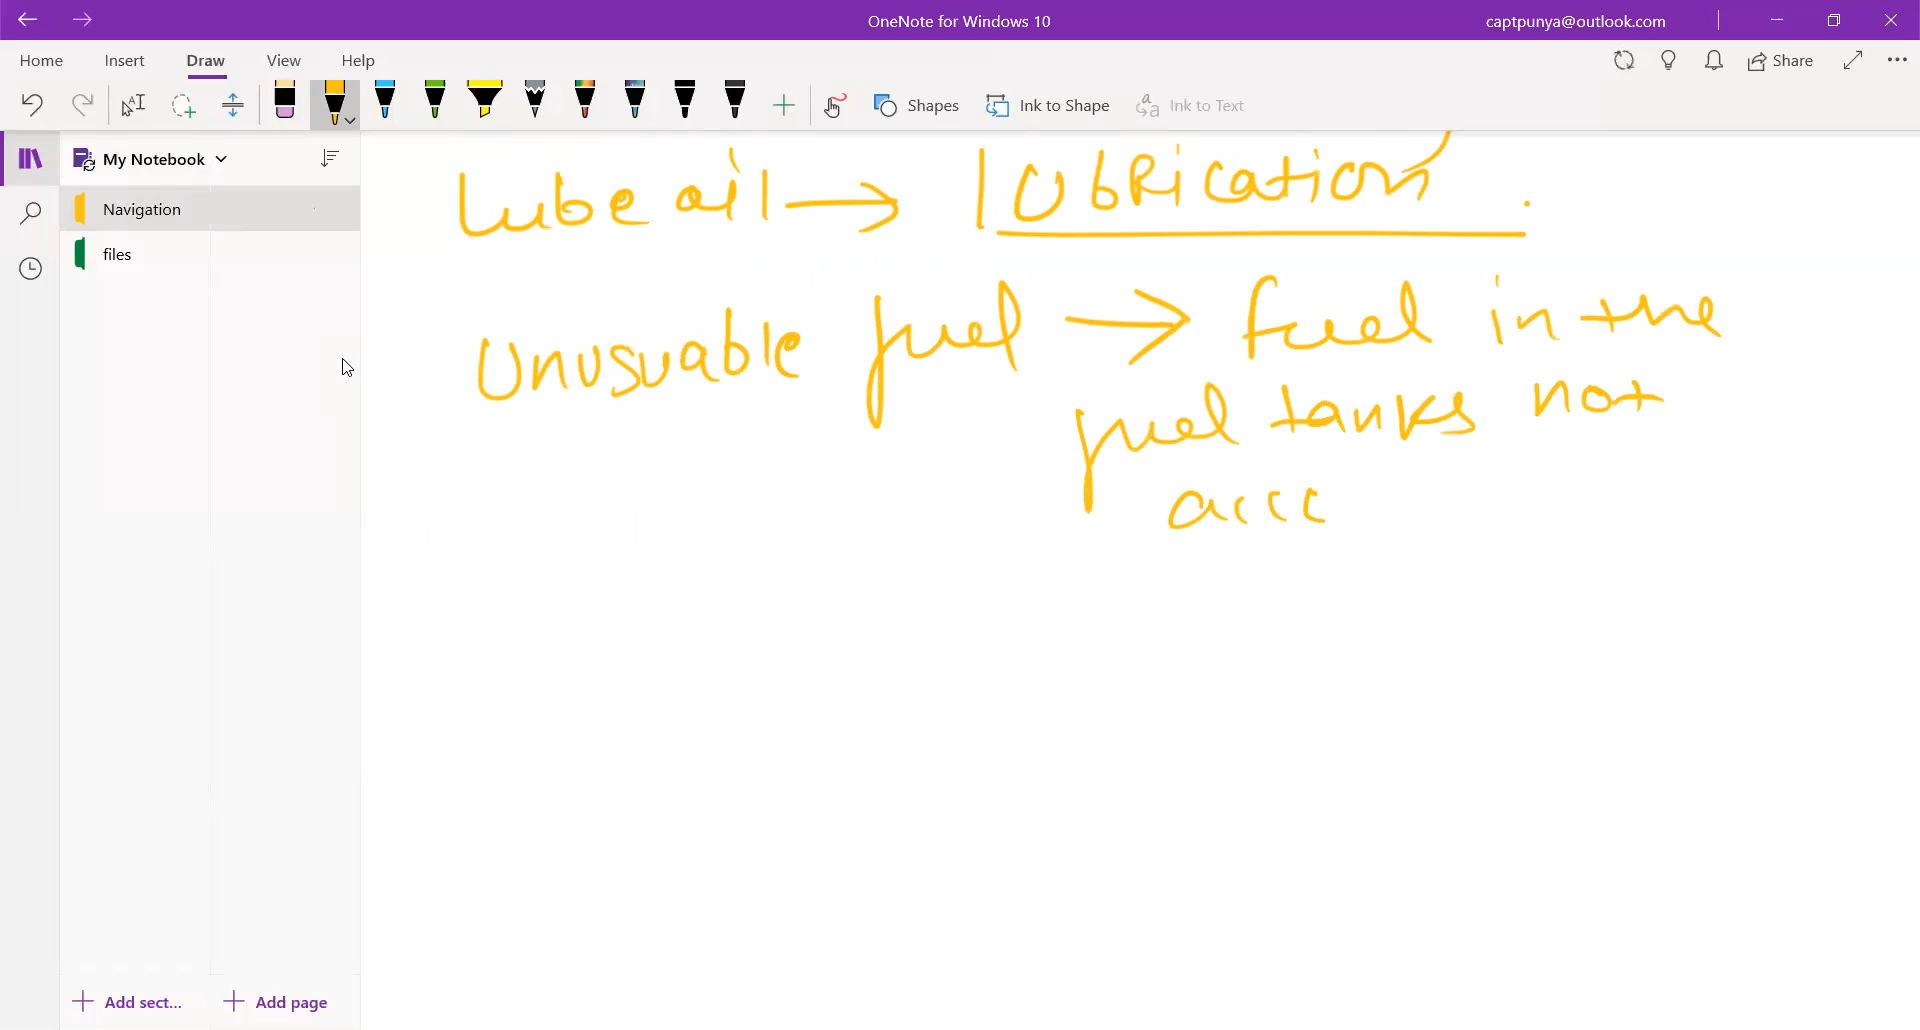 OneNote for Windows 10
captpunya@outlook.com
Home Insert Draw View Help
Share
Shapes Ink to Shape Ink to Text
My Notebook
Navigation
files
Lube oil → lubrication .
Unusuable fuel → fuel in the
fuel tanks not
accc
Add sect... Add page